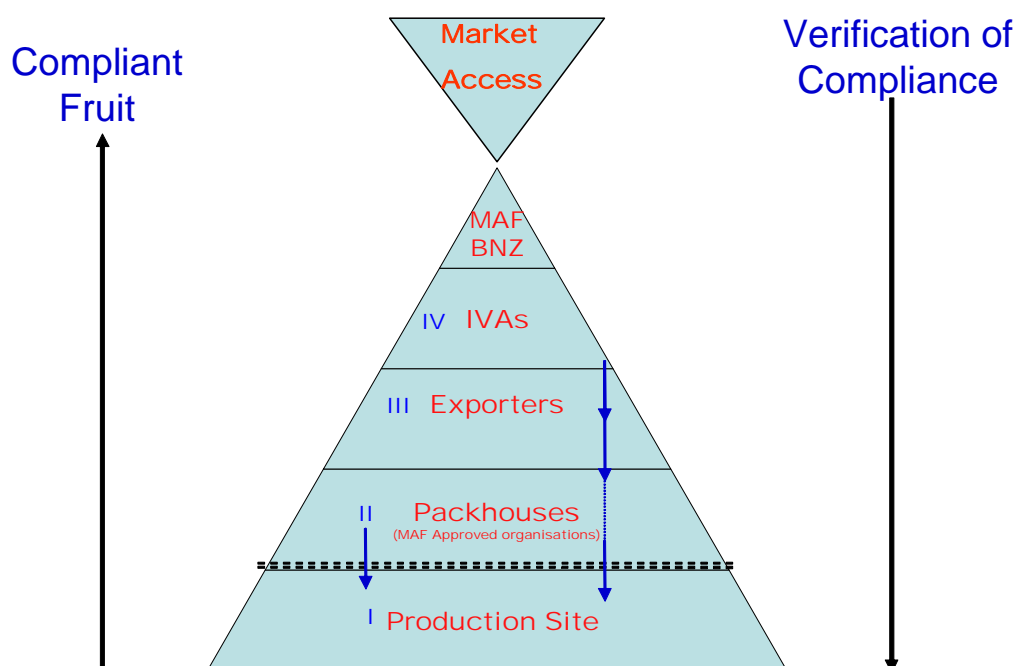 Market
Access
Compliant
Fruit
Verification of
Compliance
MAF
BNZ
IV IVAs
III Exporters
II Packhouses
(MAF Approved organisations)
I Production Site